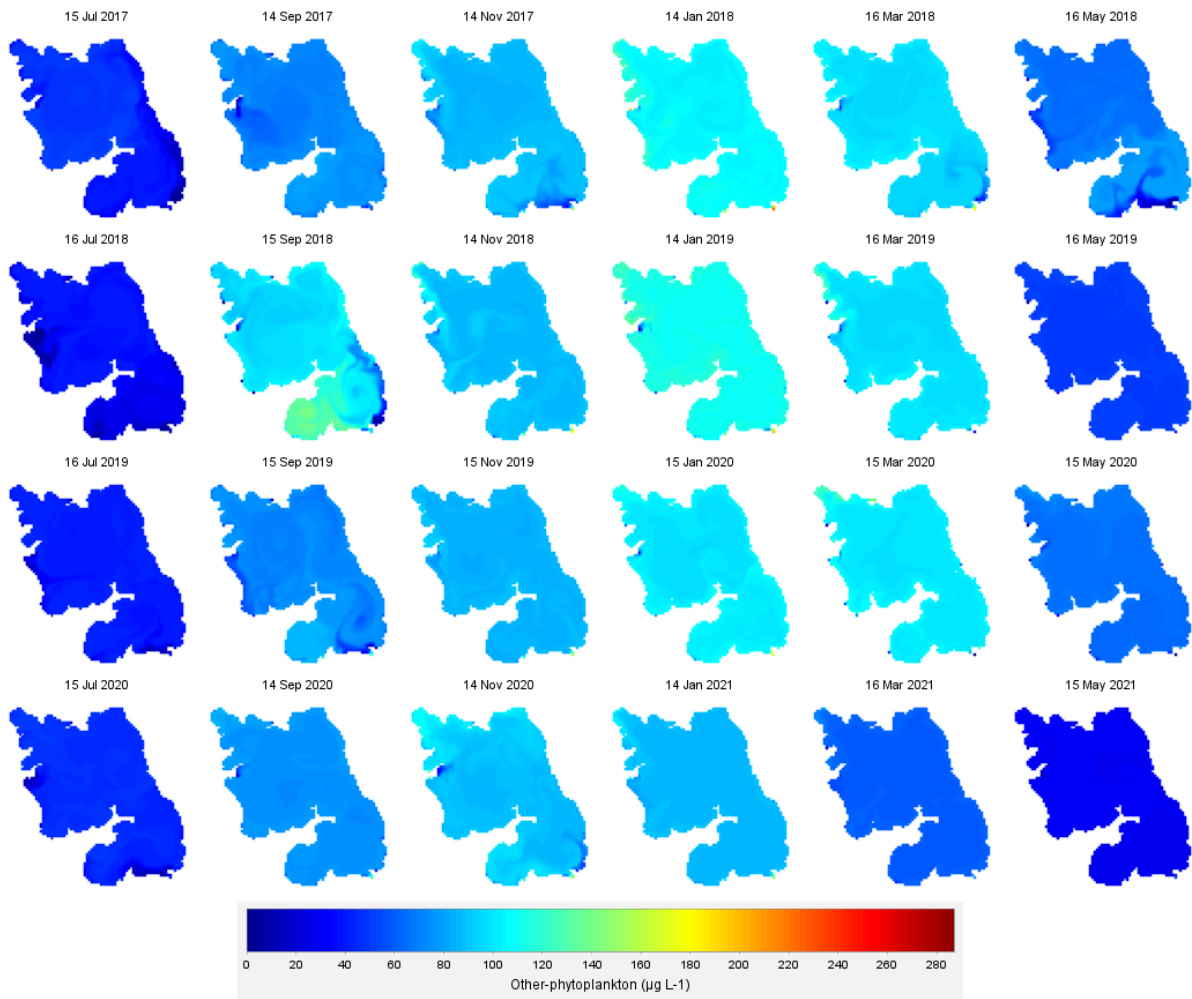 15 Jul 2017 14 Sep 2017 14 Nov 2017 14 Jan 2018 16 Mar 2018 16 May 2018
16 Jul 2018 15 Sep 2018 14 Nov 2018 14 Jan 2019 16 Mar 2019 16 May 2019
16 Jul 2019 15 Sep 2019 15 Nov 2019 15 Jan 2020 15 Mar 2020 15 May 2020
15 Jul 2020 14 Sep 2020 14 Nov 2020 14 Jan 2021 16 Mar 2021 15 May 2021
0 20 40 60 80 100 120 140 160 180 200 220 240 260 280
Other-phytoplankton (µg L-1)